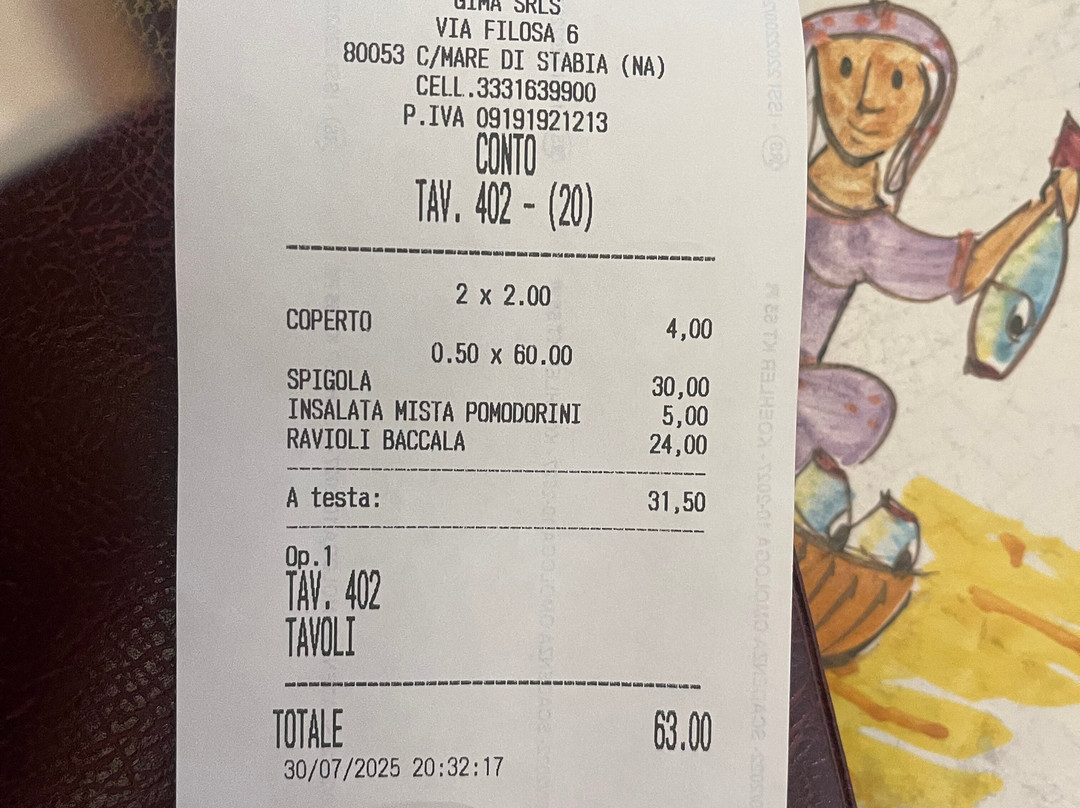 GIMA SRLS
VIA FILOSA 6
80053 C/MARE DI STABIA (NA)
CELL.3331639900
P.IVA 09191921213
CONTO
TAV. 402 - (20)
2 x 2.00
COPERTO 4,00
0.50 x 60.00
SPIGOLA 30,00
INSALATA MISTA POMODORINI 5,00
RAVIOLI BACCALA 24,00
A testa: 31,50
Op.1
TAV. 402
TAVOLI
TOTALE 63.00
30/07/2025 20:32:17